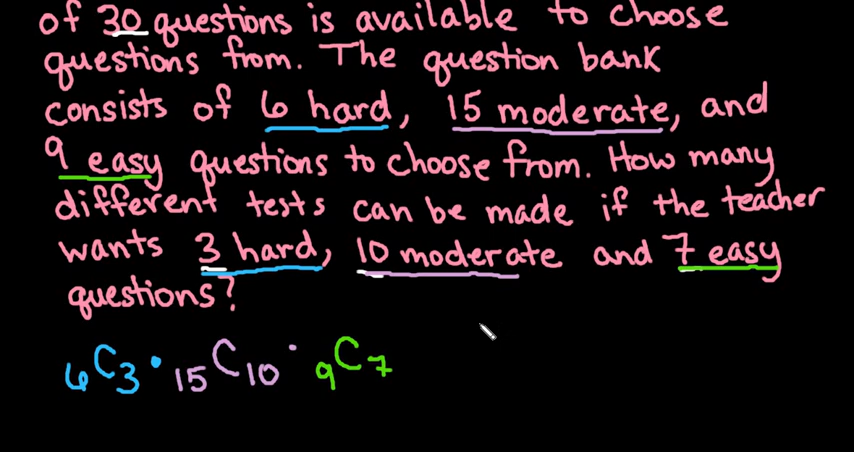 of 30 questions is available to choose
questions from. The question bank
consists of 6 hard, 15 moderate, and
9 easy questions to choose from. How many
different tests can be made if the teacher
wants 3 hard, 10 moderate and 7 easy
questions?
₆C₃ · ₁₅C₁₀ · ₉C₇